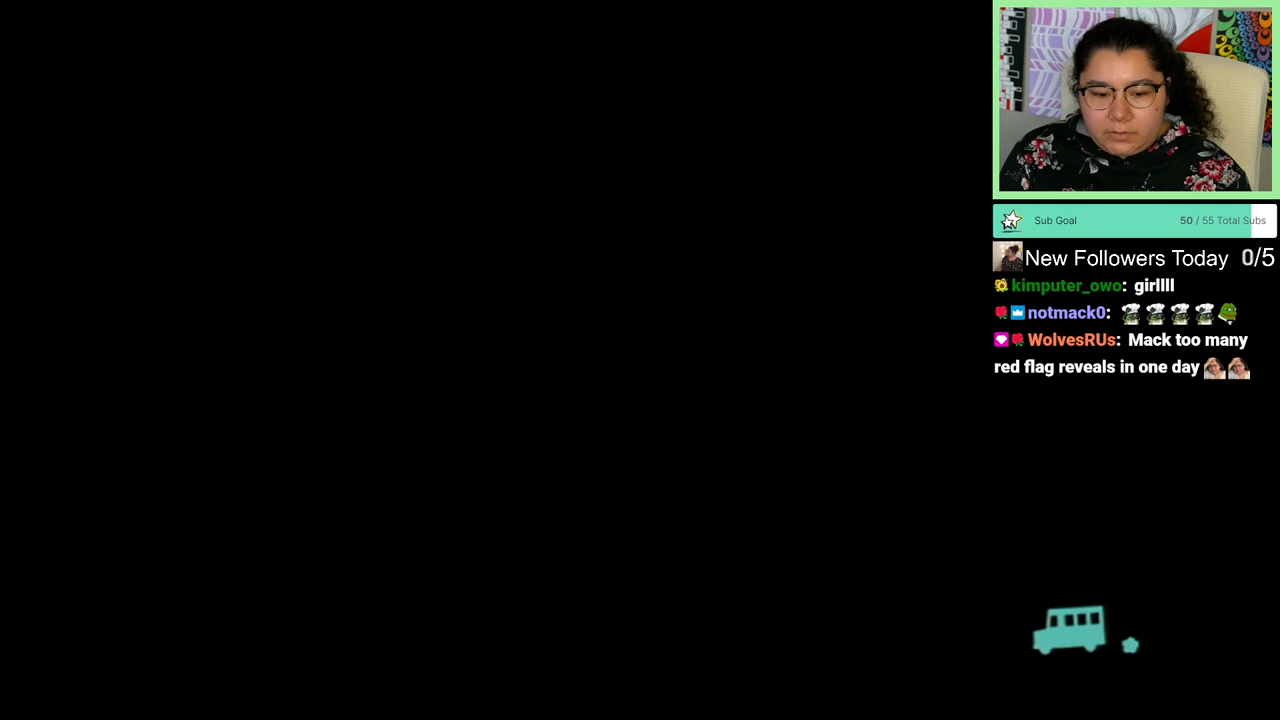 Sub Goal
50 / 55 Total Subs
New Followers Today 0/5
kimputer_owo: girllll
notmack0:
WolvesRUs: Mack too many
red flag reveals in one day